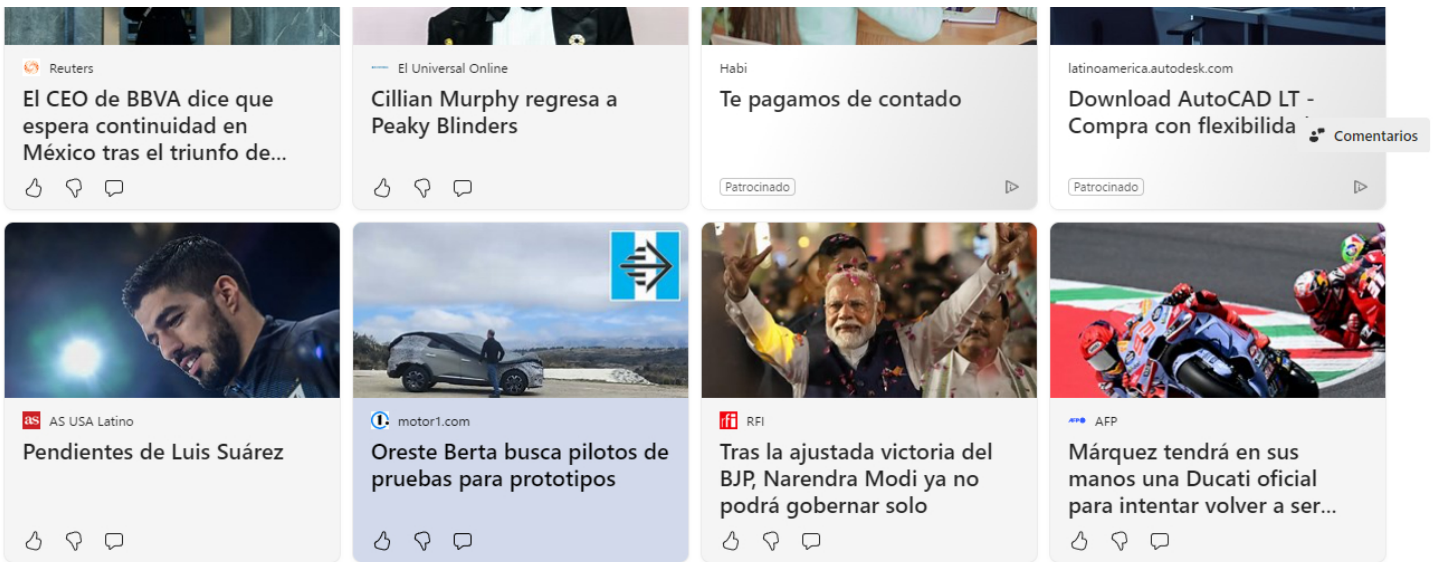 Reuters
El CEO de BBVA dice que
espera continuidad en
México tras el triunfo de...
El Universal Online
Cillian Murphy regresa a
Peaky Blinders
Habi
Te pagamos de contado
Patrocinado
latinoamerica.autodesk.com
Download AutoCAD LT -
Compra con flexibilida
Patrocinado
Comentarios
as AS USA Latino
Pendientes de Luis Suárez
1. motor1.com
Oreste Berta busca pilotos de
pruebas para prototipos
rfi RFI
Tras la ajustada victoria del
BJP, Narendra Modi ya no
podrá gobernar solo
AFP AFP
Márquez tendrá en sus
manos una Ducati oficial
para intentar volver a ser...